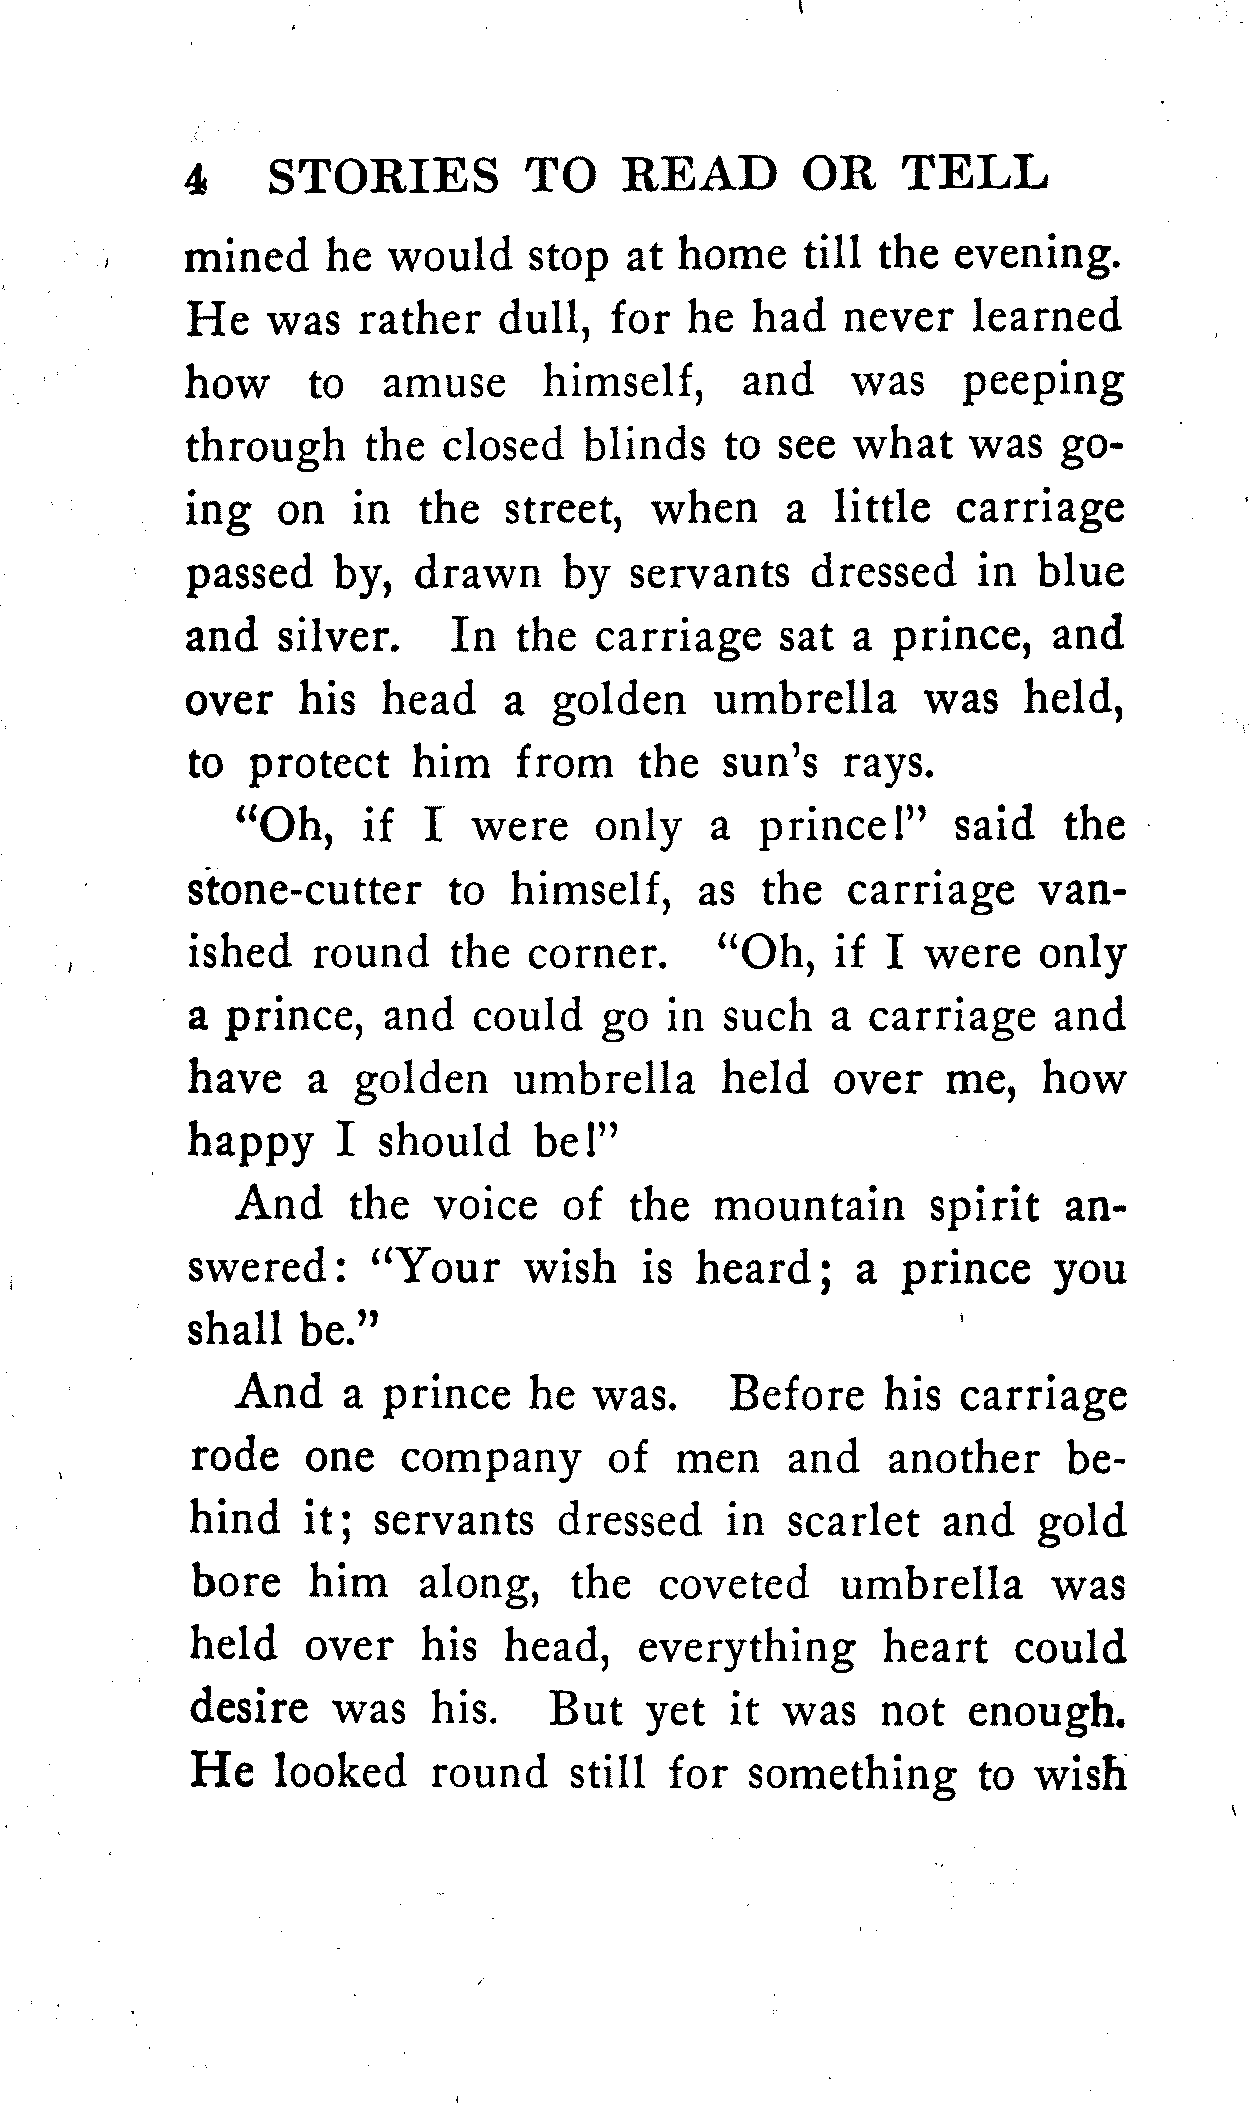 4 STORIES TO READ OR TELL
mined he would stop at home till the evening.
He was rather dull, for he had never learned
how to amuse himself, and was peeping
through the closed blinds to see what was go-
ing on in the street, when a little carriage
passed by, drawn by servants dressed in blue
and silver. In the carriage sat a prince, and
over his head a golden umbrella was held,
to protect him from the sun's rays.
"Oh, if I were only a prince!" said the
stone-cutter to himself, as the carriage van-
ished round the corner. "Oh, if I were only
a prince, and could go in such a carriage and
have a golden umbrella held over me, how
happy I should be!"
And the voice of the mountain spirit an-
swered: "Your wish is heard; a prince you
shall be."
And a prince he was. Before his carriage
rode one company of men and another be-
hind it; servants dressed in scarlet and gold
bore him along, the coveted umbrella was
held over his head, everything heart could
desire was his. But yet it was not enough.
He looked round still for something to wish